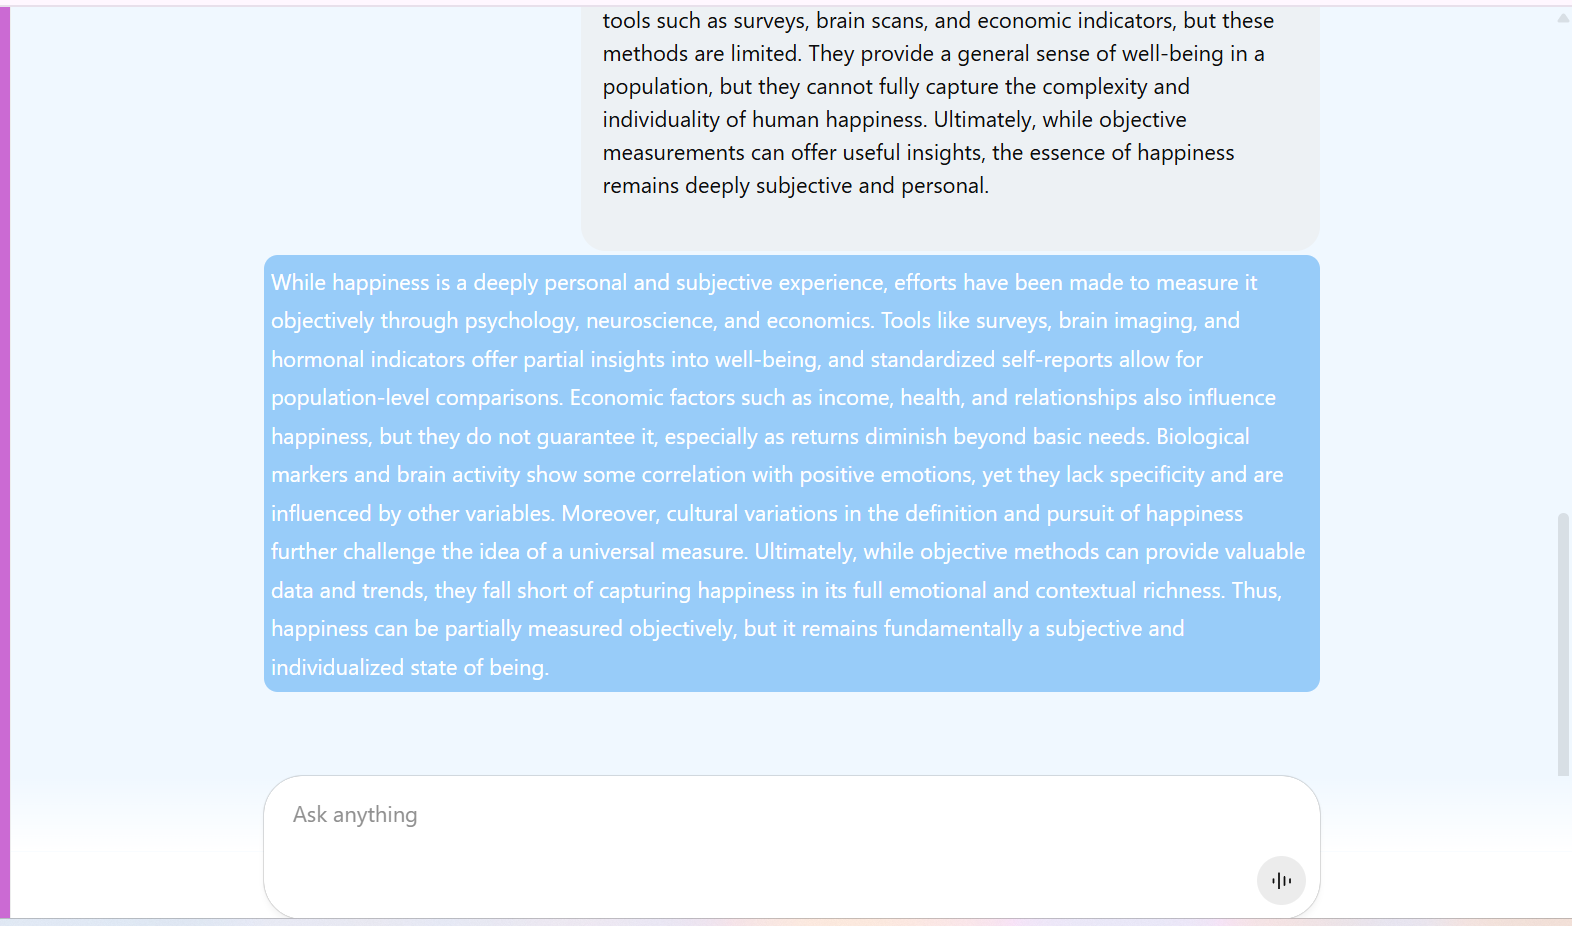 tools such as surveys, brain scans, and economic indicators, but these
methods are limited. They provide a general sense of well-being in a
population, but they cannot fully capture the complexity and
individuality of human happiness. Ultimately, while objective
measurements can offer useful insights, the essence of happiness
remains deeply subjective and personal.
While happiness is a deeply personal and subjective experience, efforts have been made to measure it
objectively through psychology, neuroscience, and economics. Tools like surveys, brain imaging, and
hormonal indicators offer partial insights into well-being, and standardized self-reports allow for
population-level comparisons. Economic factors such as income, health, and relationships also influence
happiness, but they do not guarantee it, especially as returns diminish beyond basic needs. Biological
markers and brain activity show some correlation with positive emotions, yet they lack specificity and are
influenced by other variables. Moreover, cultural variations in the definition and pursuit of happiness
further challenge the idea of a universal measure. Ultimately, while objective methods can provide valuable
data and trends, they fall short of capturing happiness in its full emotional and contextual richness. Thus,
happiness can be partially measured objectively, but it remains fundamentally a subjective and
individualized state of being.
Ask anything